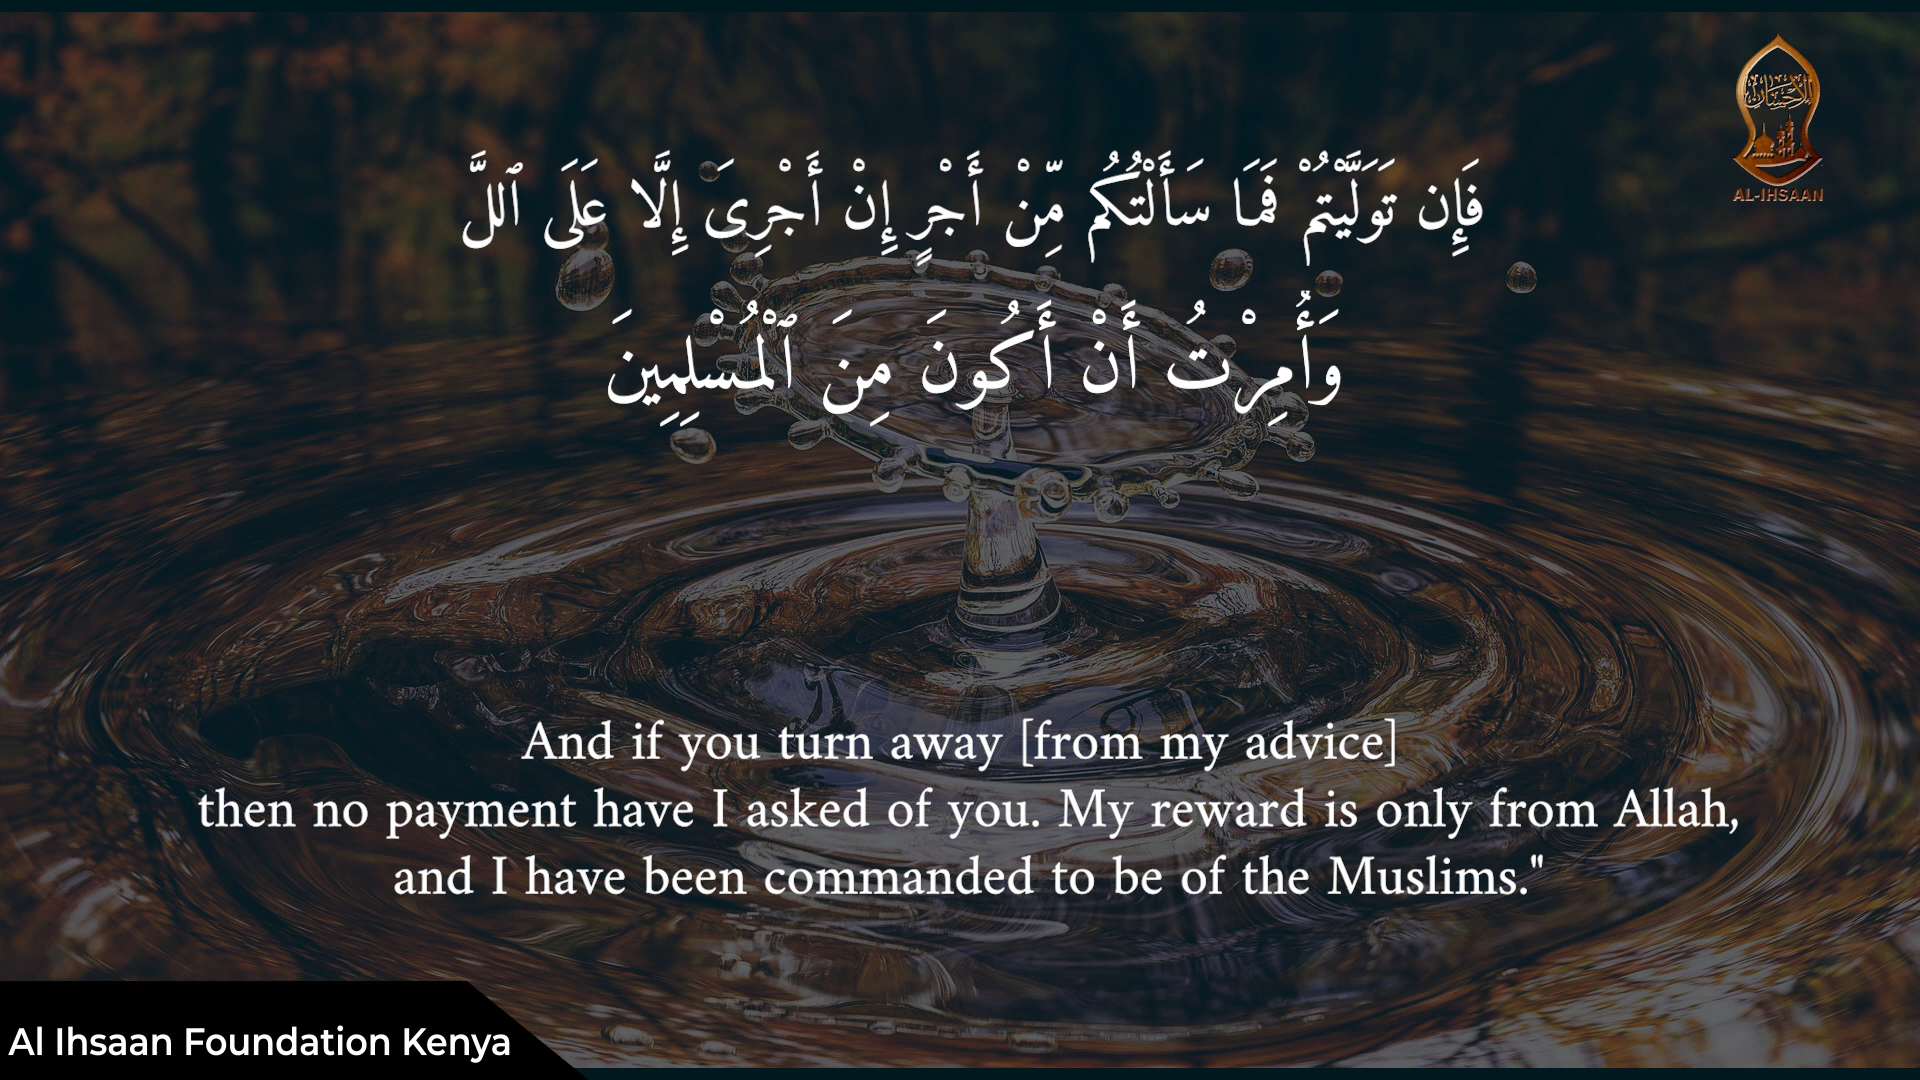 الإحسان
AL-IHSAAN
فَإِن تَوَلَّيْتُمْ فَمَا سَأَلْتُكُم مِّنْ أَجْرٍ إِنْ أَجْرِىَ إِلَّا عَلَى ٱللَّ
وَأُمِرْتُ أَنْ أَكُونَ مِنَ ٱلْمُسْلِمِينَ
And if you turn away [from my advice]
then no payment have I asked of you. My reward is only from Allah,
and I have been commanded to be of the Muslims."
Al Ihsaan Foundation Kenya